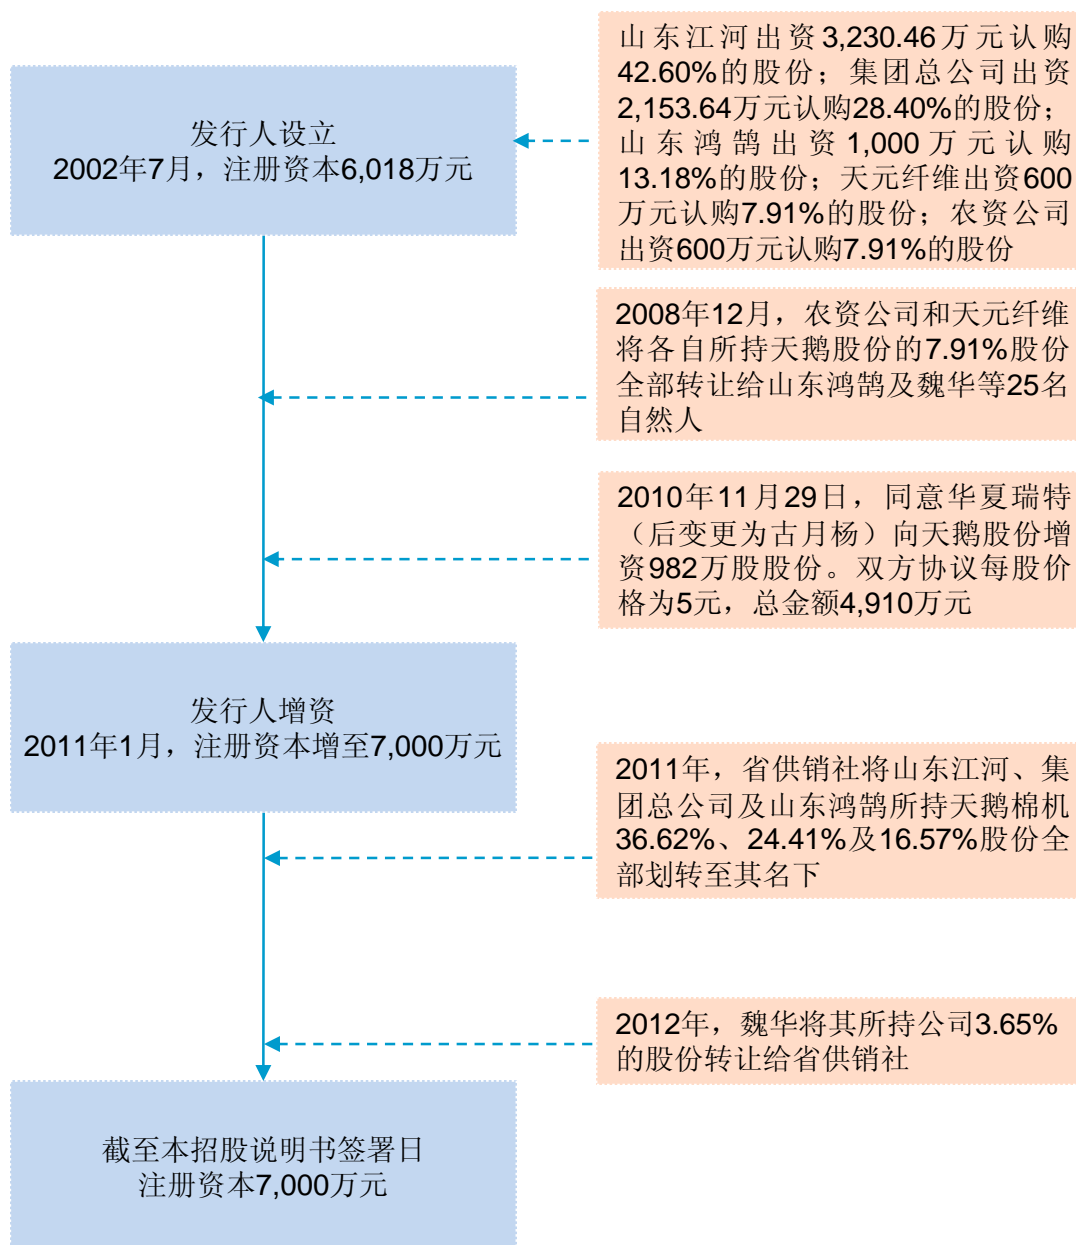 山东江河出资3,230.46万元认购
42.60%的股份；集团总公司出资
2,153.64万元认购28.40%的股份；
山东鸿鹄出资1,000万元认购
13.18%的股份；天元纤维出资600
万元认购7.91%的股份；农资公司
出资600万元认购7.91%的股份
发行人设立
2002年7月，注册资本6,018万元
2008年12月，农资公司和天元纤维
将各自所持天鹅股份的7.91%股份
全部转让给山东鸿鹄及魏华等25名
自然人
2010年11月29日，同意华夏瑞特
（后变更为古月杨）向天鹅股份增
资982万股股份。双方协议每股价
格为5元，总金额4,910万元
发行人增资
2011年1月，注册资本增至7,000万元
2011年，省供销社将山东江河、集
团总公司及山东鸿鹄所持天鹅棉机
36.62%、24.41%及16.57%股份全
部划转至其名下
2012年，魏华将其所持公司3.65%
的股份转让给省供销社
截至本招股说明书签署日
注册资本7,000万元